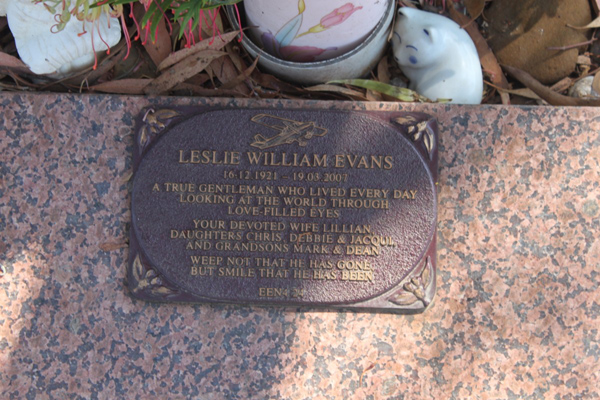 LESLIE WILLIAM EVANS
16·12·1921 – 19·03·2007
A TRUE GENTLEMAN WHO LIVED EVERY DAY
LOOKING AT THE WORLD THROUGH
LOVE-FILLED EYES
YOUR DEVOTED WIFE LILLIAN,
DAUGHTERS CHRIS, DEBBIE & JACQUI,
AND GRANDSONS MARK & DEAN
WEEP NOT THAT HE HAS GONE,
BUT SMILE THAT HE HAS BEEN